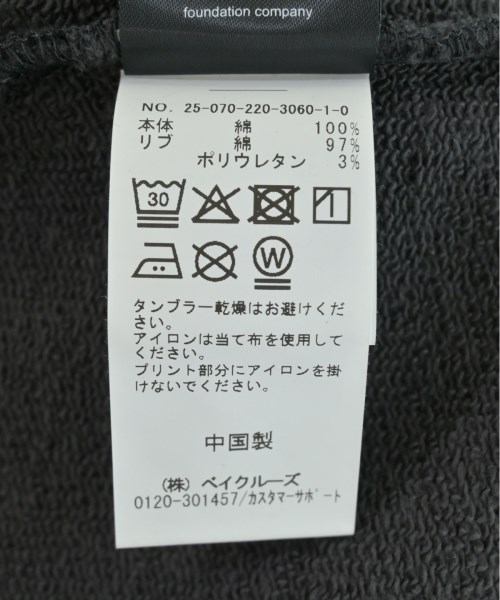 foundation company
NO. 25-070-220-3060-1-0
本体 綿 100%
リブ 綿 97%
ポリウレタン 3%
30
W
タンブラー乾燥はお避けくだ
さい。
アイロンは当て布を使用して
ください。
プリント部分にアイロンを掛
けないでください。
中国製
(株) ベイクルーズ
0120-301457/カスタマーサポート